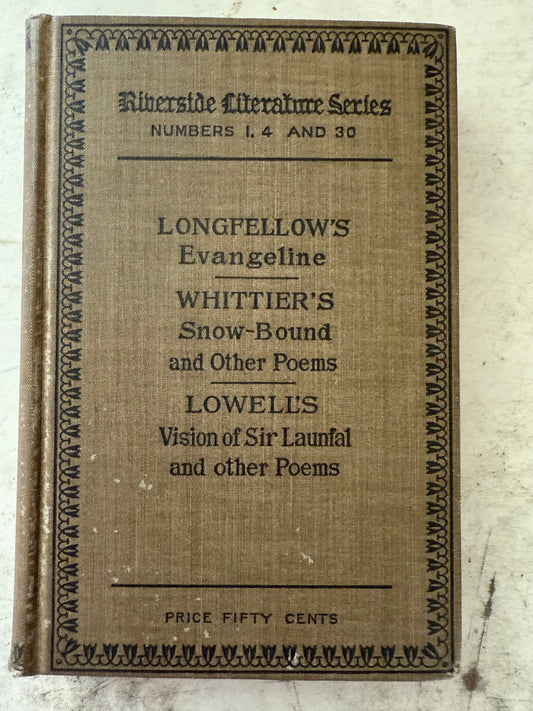 Riverside Literature Series
NUMBERS 1, 4 AND 30
LONGFELLOW'S
Evangeline
WHITTIER'S
Snow-Bound
and Other Poems
LOWELL'S
Vision of Sir Launfal
and other Poems
PRICE FIFTY CENTS